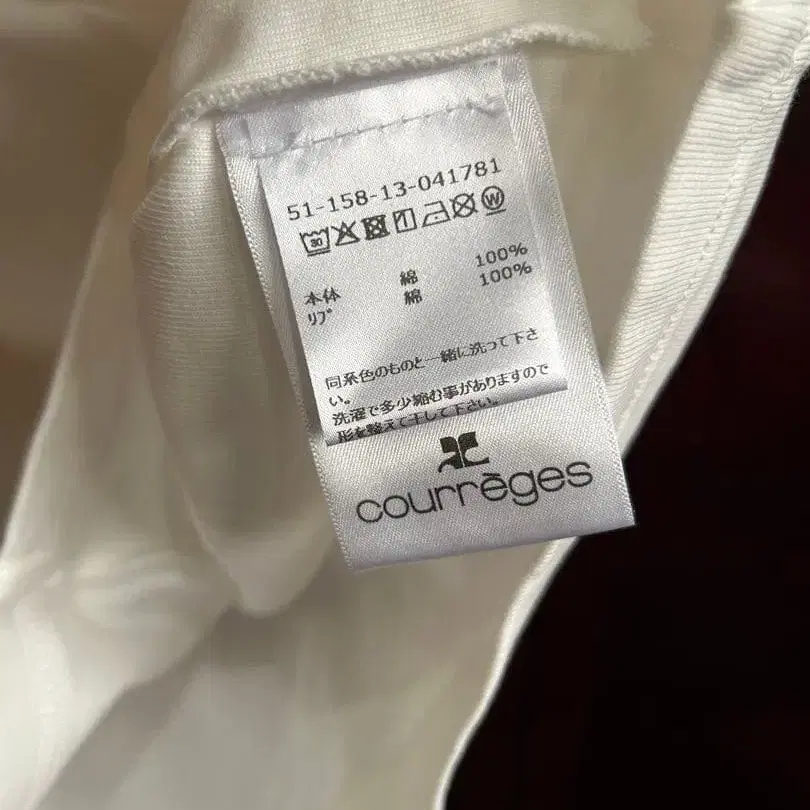 51-158-13-041781
30 W
本体 綿 100%
リブ 綿 100%
同系色のものと一緒に洗って下さ
い。
洗濯で多少縮む事がありますので
形を整えて干して下さい。
courrèges